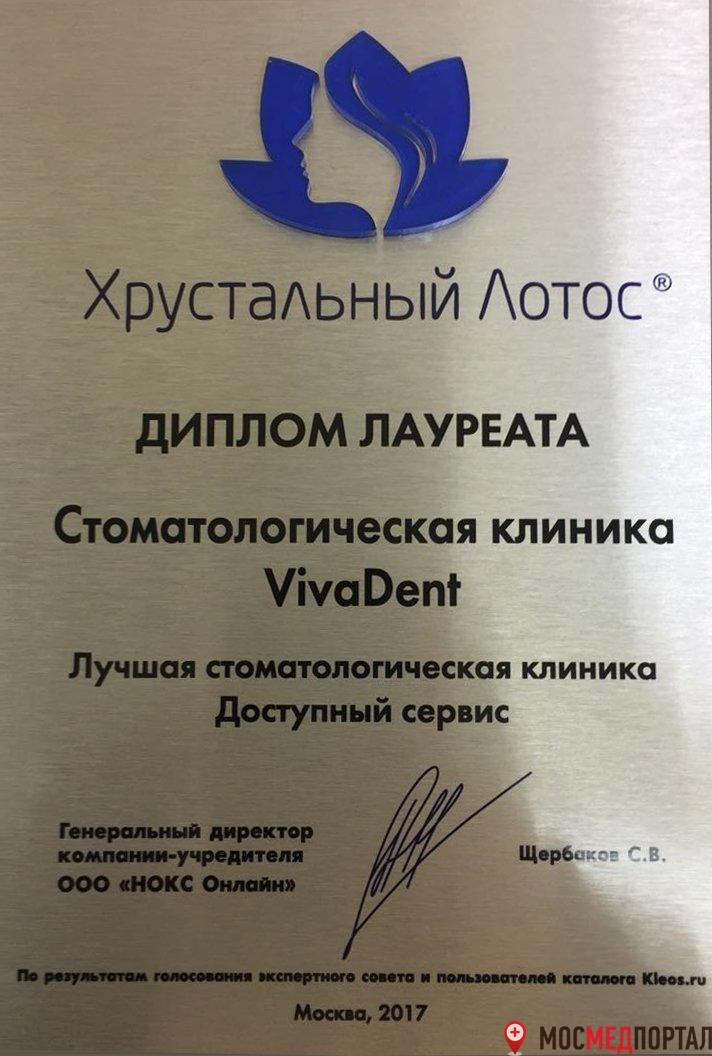 Хрустальный Лотос®
ДИПЛОМ ЛАУРЕАТА
Стоматологическая клиника
VivaDent
Лучшая стоматологическая клиника
Доступный сервис
Генеральный директор
компании-учредителя
ООО «НОКС Онлайн»
Щербаков С.В.
По результатам голосования экспертного совета и пользователей каталога Kleos.ru
Москва, 2017
МОСМЕДПОРТАЛ